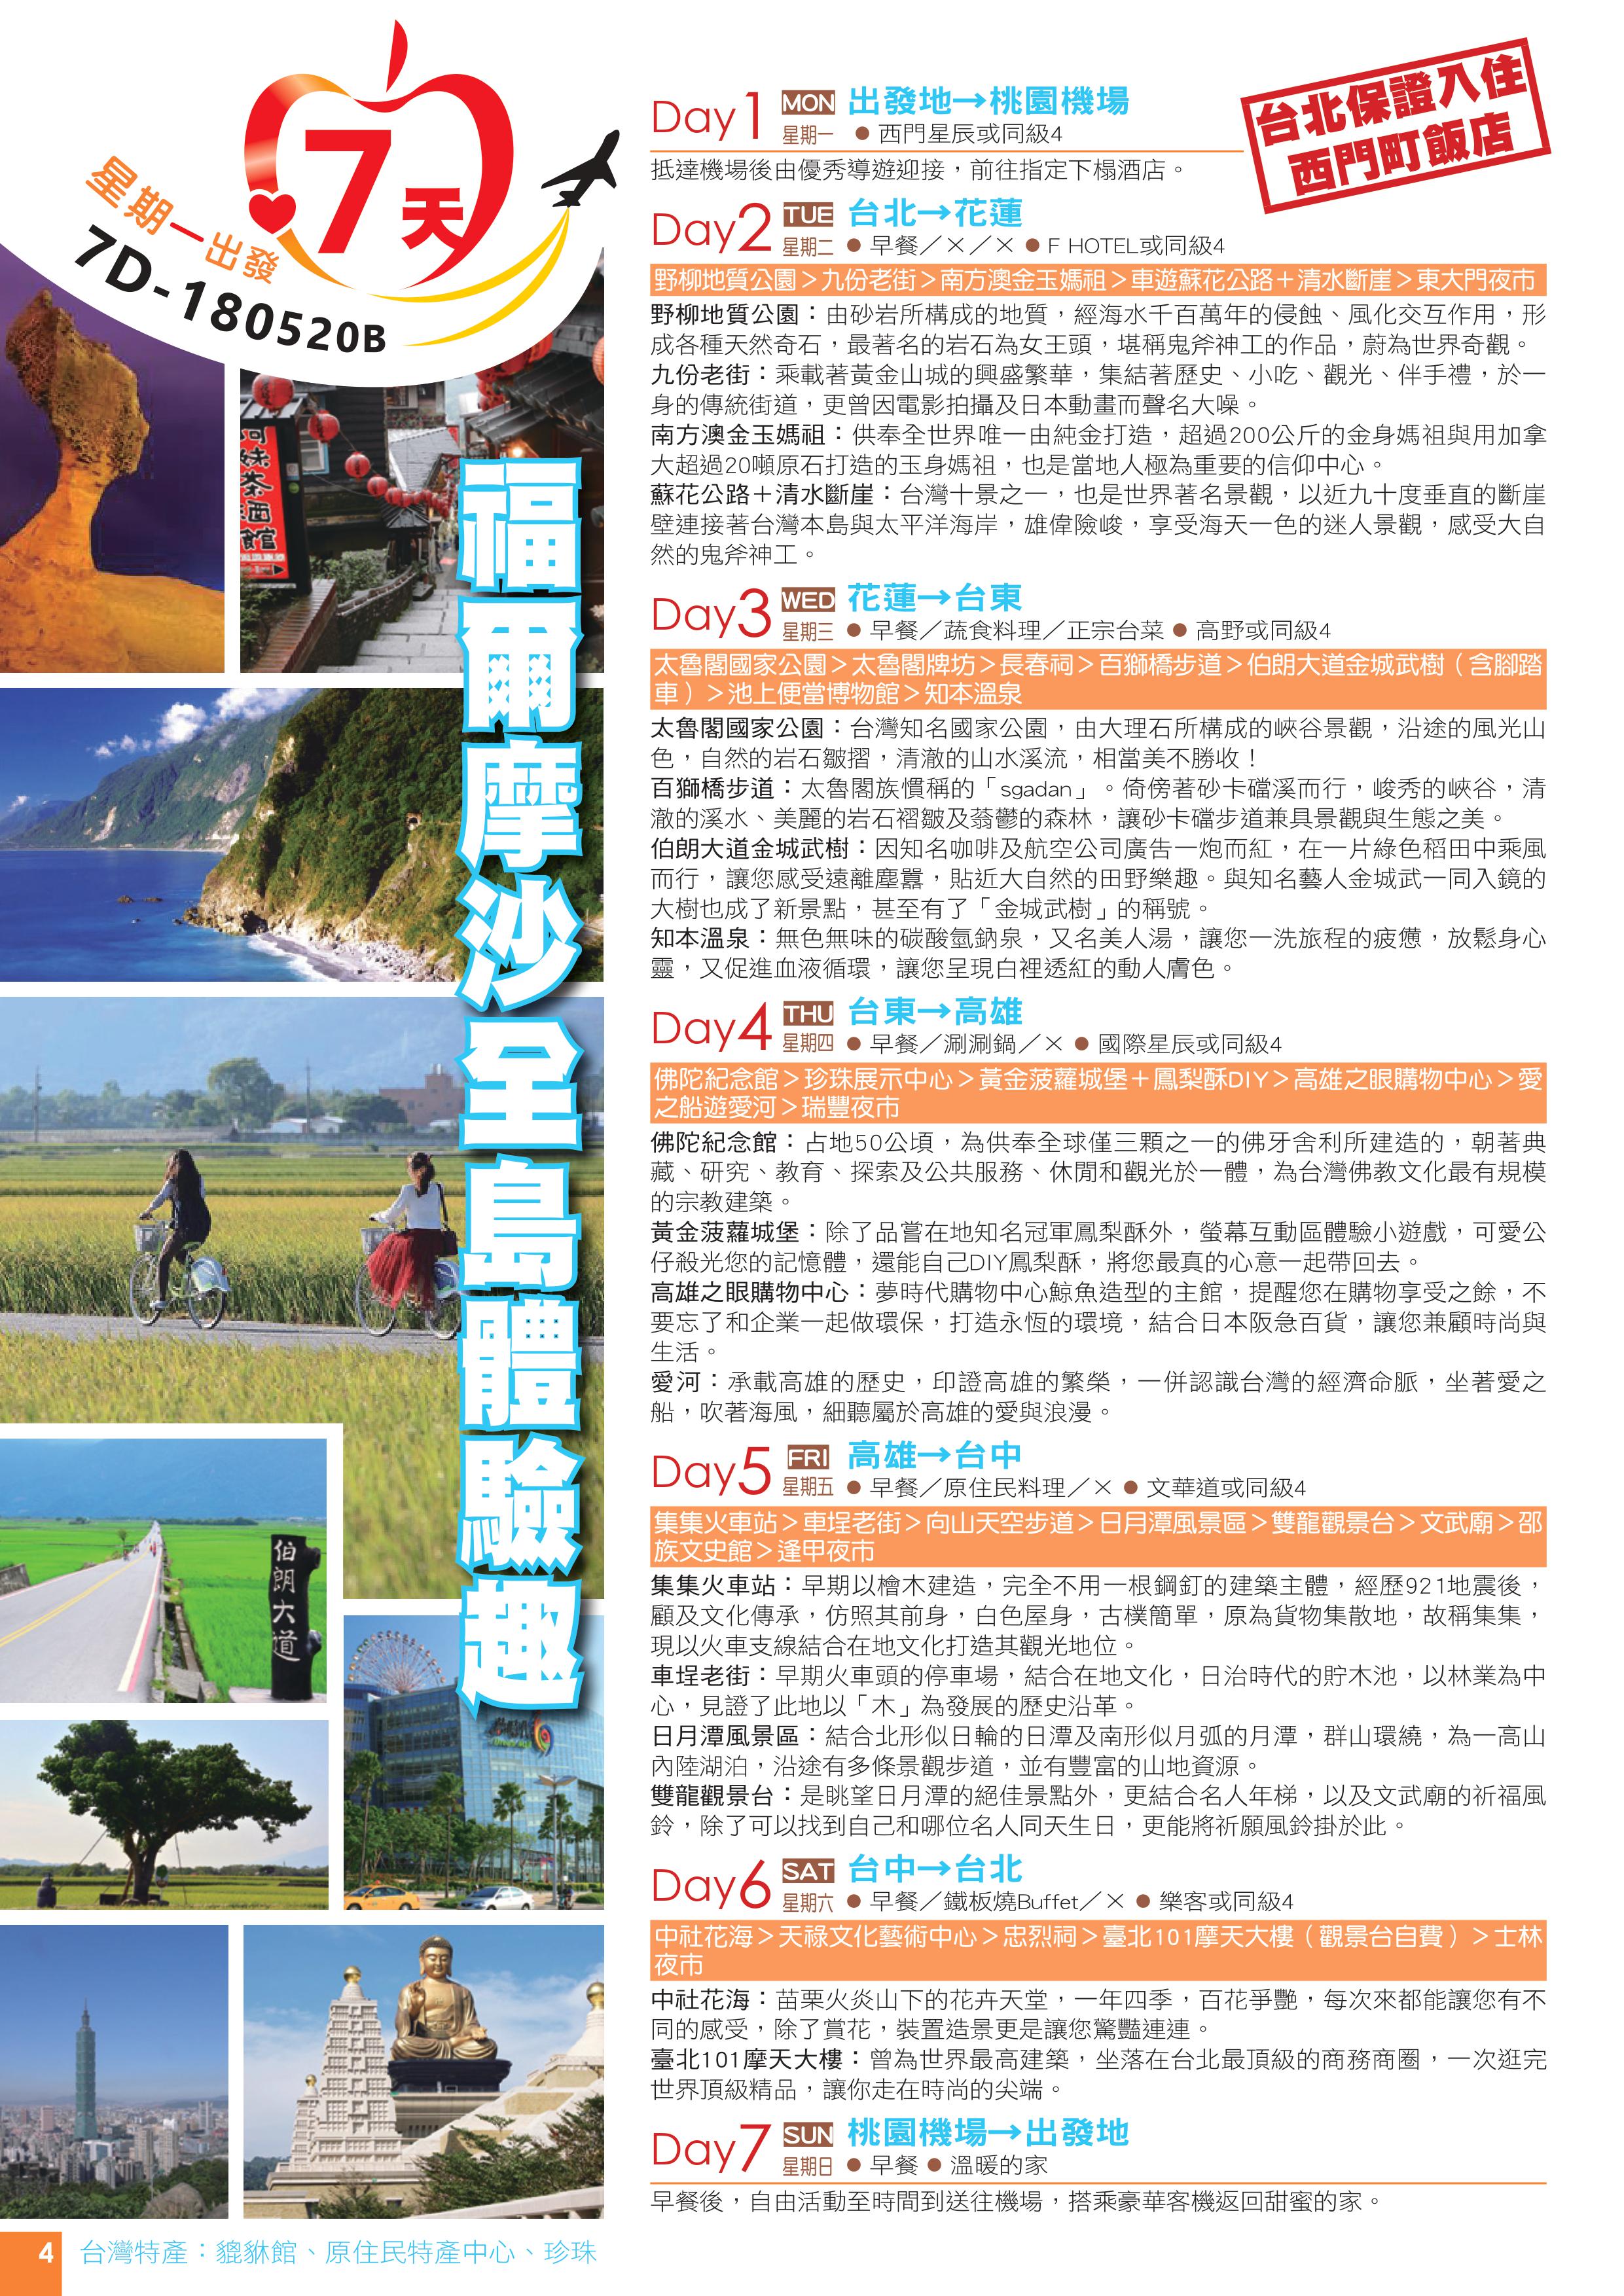 7天
星期一出發
7D-180520B
福爾摩沙全島體驗趣
台北保證入住
西門町飯店
Day1 MON 星期一 出發地→桃園機場
● 西門星辰或同級4
抵達機場後由優秀導遊迎接，前往指定下榻酒店。
Day2 TUE 星期二 台北→花蓮
● 早餐／×／× ● F HOTEL或同級4
野柳地質公園＞九份老街＞南方澳金玉媽祖＞車遊蘇花公路＋清水斷崖＞東大門夜市
野柳地質公園：由砂岩所構成的地質，經海水千百萬年的侵蝕、風化交互作用，形
成各種天然奇石，最著名的岩石為女王頭，堪稱鬼斧神工的作品，蔚為世界奇觀。
九份老街：乘載著黃金山城的興盛繁華，集結著歷史、小吃、觀光、伴手禮，於一
身的傳統街道，更曾因電影拍攝及日本動畫而聲名大噪。
南方澳金玉媽祖：供奉全世界唯一由純金打造，超過200公斤的金身媽祖與用加拿
大超過20噸原石打造的玉身媽祖，也是當地人極為重要的信仰中心。
蘇花公路＋清水斷崖：台灣十景之一，也是世界著名景觀，以近九十度垂直的斷崖
壁連接著台灣本島與太平洋海岸，雄偉險峻，享受海天一色的迷人景觀，感受大自
然的鬼斧神工。
Day3 WED 星期三 花蓮→台東
● 早餐／蔬食料理／正宗台菜 ● 高野或同級4
太魯閣國家公園＞太魯閣牌坊＞長春祠＞百獅橋步道＞伯朗大道金城武樹（含腳踏
車）＞池上便當博物館＞知本溫泉
太魯閣國家公園：台灣知名國家公園，由大理石所構成的峽谷景觀，沿途的風光山
色，自然的岩石皺摺，清澈的山水溪流，相當美不勝收！
百獅橋步道：太魯閣族慣稱的「sgadan」。倚傍著砂卡礑溪而行，峻秀的峽谷，清
澈的溪水、美麗的岩石褶皺及蓊鬱的森林，讓砂卡礑步道兼具景觀與生態之美。
伯朗大道金城武樹：因知名咖啡及航空公司廣告一炮而紅，在一片綠色稻田中乘風
而行，讓您感受遠離塵囂，貼近大自然的田野樂趣。與知名藝人金城武一同入鏡的
大樹也成了新景點，甚至有了「金城武樹」的稱號。
知本溫泉：無色無味的碳酸氫鈉泉，又名美人湯，讓您一洗旅程的疲憊，放鬆身心
靈，又促進血液循環，讓您呈現白裡透紅的動人膚色。
Day4 THU 星期四 台東→高雄
● 早餐／涮涮鍋／× ● 國際星辰或同級4
佛陀紀念館＞珍珠展示中心＞黃金菠蘿城堡＋鳳梨酥DIY＞高雄之眼購物中心＞愛
之船遊愛河＞瑞豐夜市
佛陀紀念館：占地50公頃，為供奉全球僅三顆之一的佛牙舍利所建造的，朝著典
藏、研究、教育、探索及公共服務、休閒和觀光於一體，為台灣佛教文化最有規模
的宗教建築。
黃金菠蘿城堡：除了品嘗在地知名冠軍鳳梨酥外，螢幕互動區體驗小遊戲，可愛公
仔殺光您的記憶體，還能自己DIY鳳梨酥，將您最真的心意一起帶回去。
高雄之眼購物中心：夢時代購物中心鯨魚造型的主館，提醒您在購物享受之餘，不
要忘了和企業一起做環保，打造永恆的環境，結合日本阪急百貨，讓您兼顧時尚與
生活。
愛河：承載高雄的歷史，印證高雄的繁榮，一併認識台灣的經濟命脈，坐著愛之
船，吹著海風，細聽屬於高雄的愛與浪漫。
Day5 FRI 星期五 高雄→台中
● 早餐／原住民料理／× ● 文華道或同級4
集集火車站＞車埕老街＞向山天空步道＞日月潭風景區＞雙龍觀景台＞文武廟＞邵
族文史館＞逢甲夜市
集集火車站：早期以檜木建造，完全不用一根鋼釘的建築主體，經歷921地震後，
顧及文化傳承，仿照其前身，白色屋身，古樸簡單，原為貨物集散地，故稱集集，
現以火車支線結合在地文化打造其觀光地位。
車埕老街：早期火車頭的停車場，結合在地文化，日治時代的貯木池，以林業為中
心，見證了此地以「木」為發展的歷史沿革。
日月潭風景區：結合北形似日輪的日潭及南形似月弧的月潭，群山環繞，為一高山
內陸湖泊，沿途有多條景觀步道，並有豐富的山地資源。
雙龍觀景台：是眺望日月潭的絕佳景點外，更結合名人年梯，以及文武廟的祈福風
鈴，除了可以找到自己和哪位名人同天生日，更能將祈願風鈴掛於此。
Day6 SAT 星期六 台中→台北
● 早餐／鐵板燒Buffet／× ● 樂客或同級4
中社花海＞天祿文化藝術中心＞忠烈祠＞臺北101摩天大樓（觀景台自費）＞士林
夜市
中社花海：苗栗火炎山下的花卉天堂，一年四季，百花爭艷，每次來都能讓您有不
同的感受，除了賞花，裝置造景更是讓您驚豔連連。
臺北101摩天大樓：曾為世界最高建築，坐落在台北最頂級的商務商圈，一次逛完
世界頂級精品，讓你走在時尚的尖端。
Day7 SUN 星期日 桃園機場→出發地
● 早餐 ● 溫暖的家
早餐後，自由活動至時間到送往機場，搭乘豪華客機返回甜蜜的家。
伯朗大道
4 台灣特產：貔貅館、原住民特產中心、珍珠